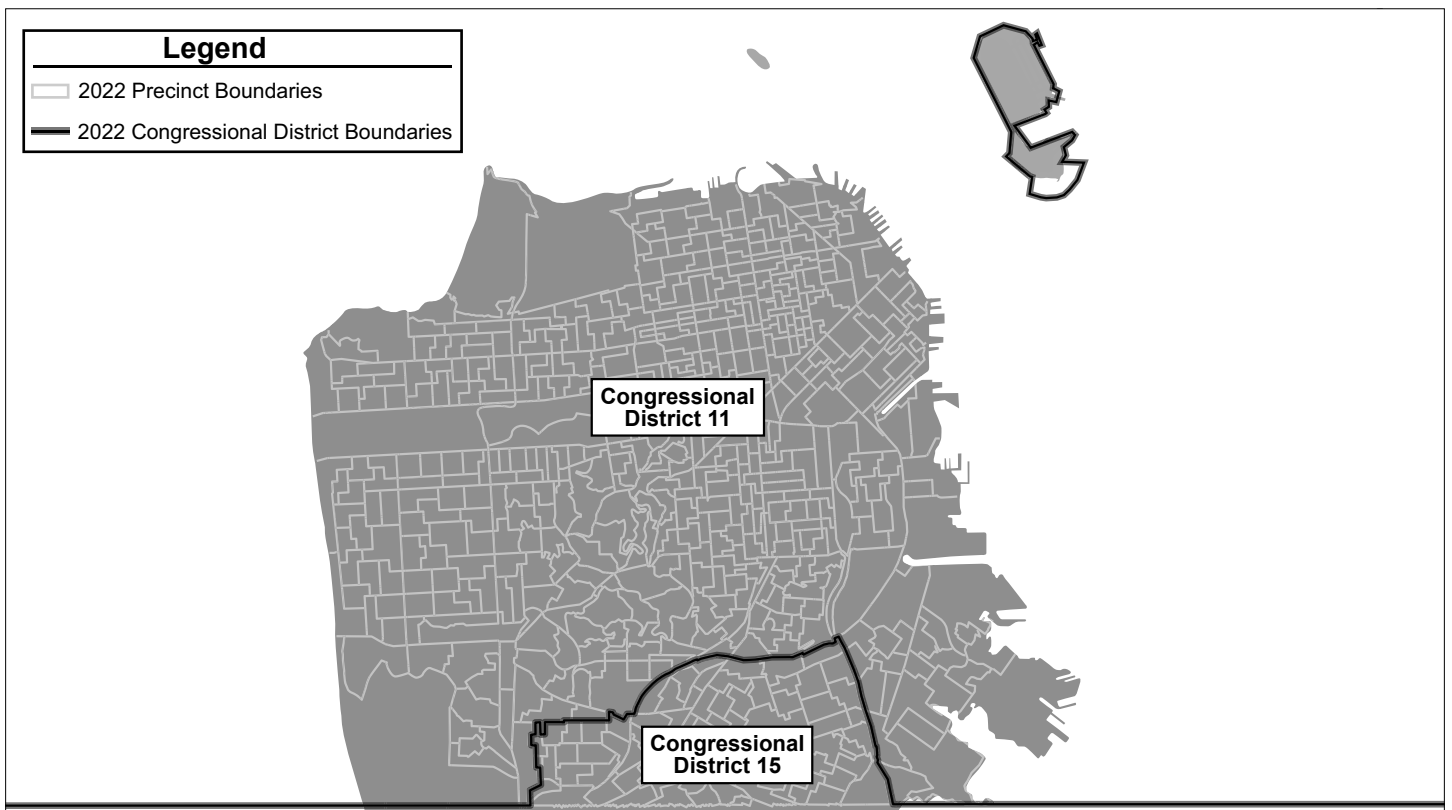 Legend
2022 Precinct Boundaries
2022 Congressional District Boundaries
Congressional
District 11
Congressional
District 15